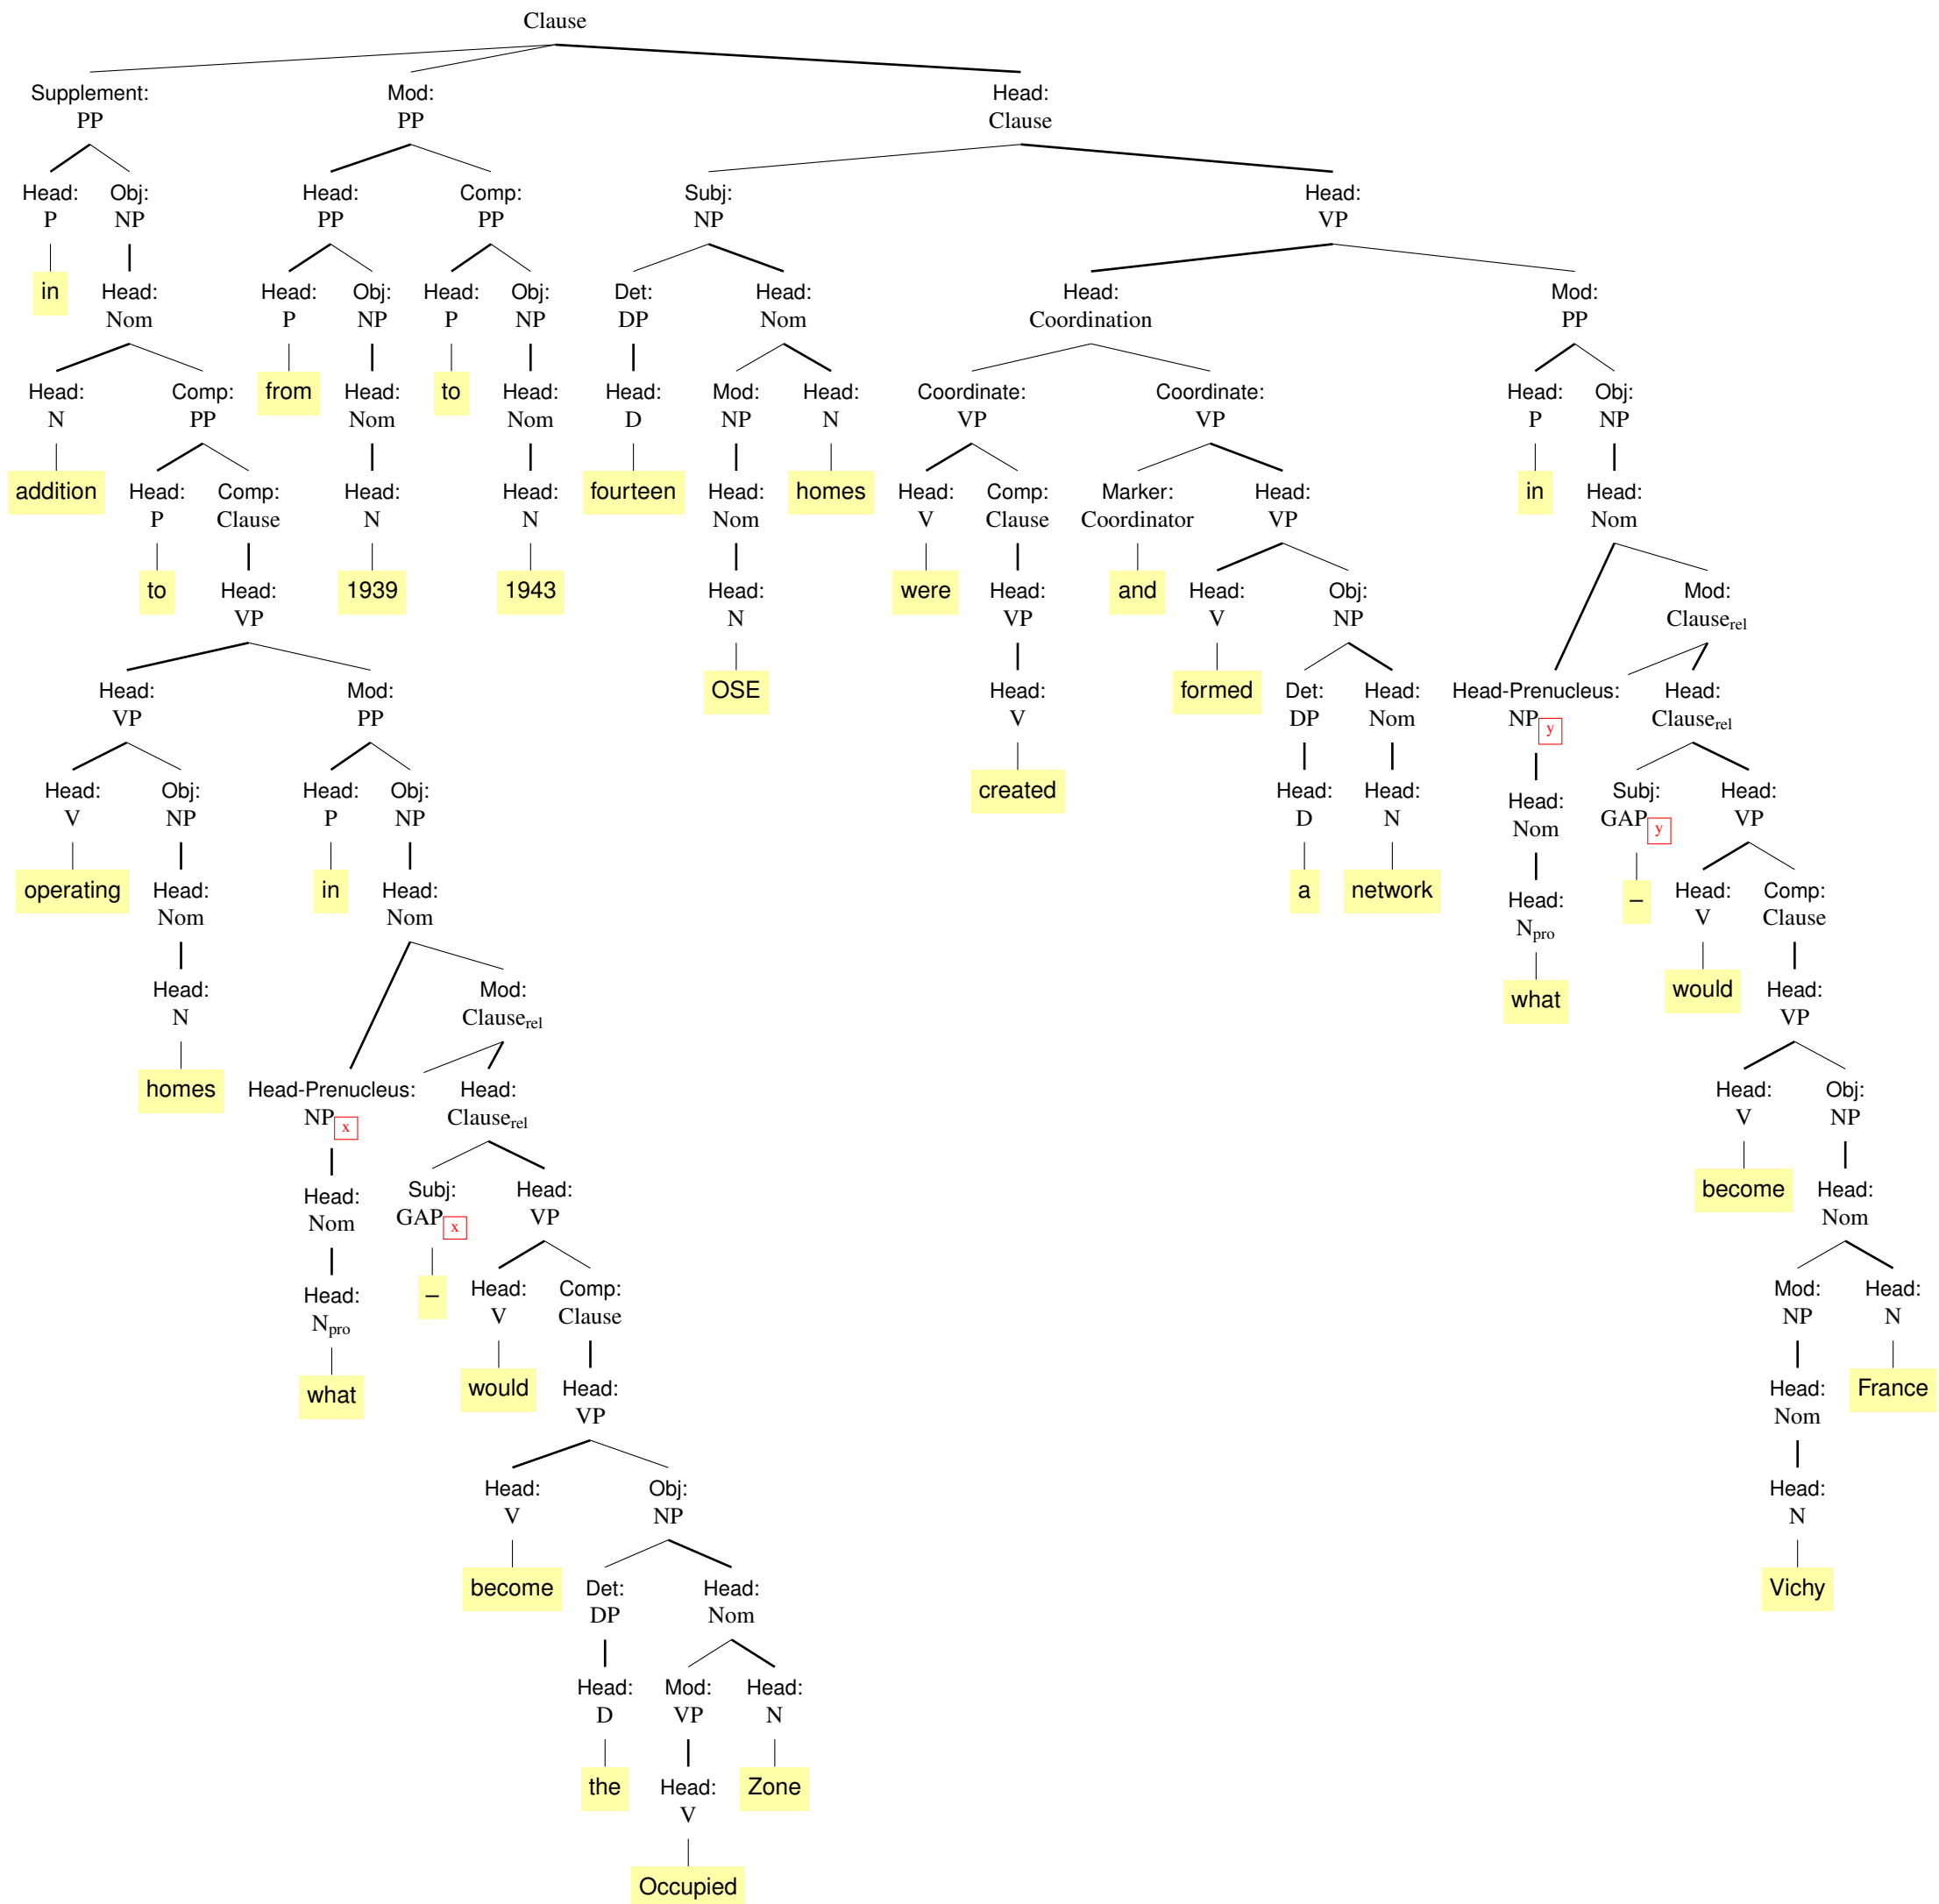 Clause
Supplement: Mod: Head:
PP PP Clause
Head: Obj: Head: Comp: Subj: Head:
P NP PP PP NP VP
in Head: Head: Obj: Head: Obj: Det: Head: Head: Mod:
Nom P NP P NP DP Nom Coordination PP
Head: Comp: from Head: to Head: Head: Mod: Head: Coordinate: Coordinate: Head: Obj:
N PP Nom Nom D NP N VP VP P NP
addition Head: Comp: Head: Head: fourteen Head: homes Head: Comp: Marker: Head: in Head:
P Clause N N Nom V Clause Coordinator VP Nom
to Head: 1939 1943 Head: were Head: and Head: Obj: Mod:
VP N VP V NP Clauserel
Head: Mod: OSE Head: formed Det: Head: Head-Prenucleus: Head:
VP PP V DP Nom NP y Clauserel
Head: Obj: Head: Obj: created Head: Head: Head: Subj: Head:
V NP P NP D N Nom GAP y VP
operating Head: in Head: a network Head: – Head: Comp:
Nom Nom Npro V Clause
Head: Mod: what would Head:
N Clauserel VP
homes Head-Prenucleus: Head: Head: Obj:
NP x Clauserel V NP
Head: Subj: Head: become Head:
Nom GAP x VP Nom
Head: – Head: Comp: Mod: Head:
Npro V Clause NP N
what would Head: Head: France
VP Nom
Head: Obj: Head:
V NP N
become Det: Head: Vichy
DP Nom
Head: Mod: Head:
D VP N
the Head: Zone
V
Occupied